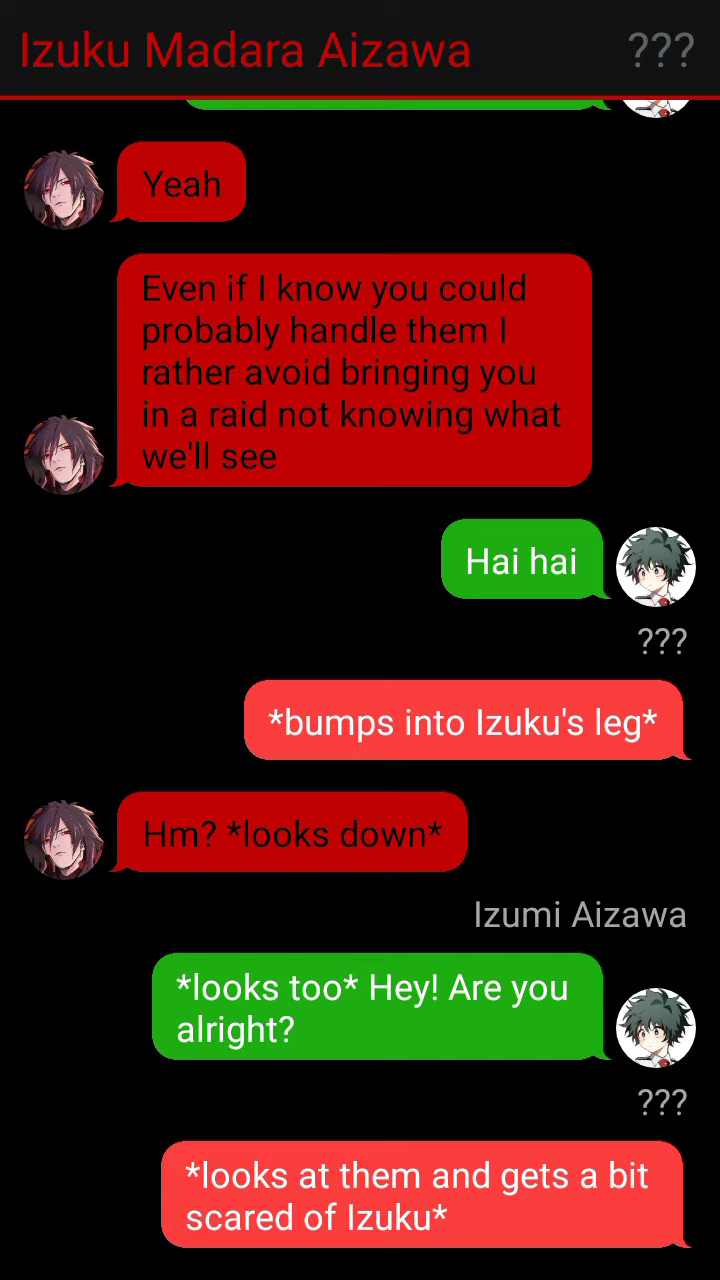 Izuku Madara Aizawa ???
Yeah
Even if I know you could
probably handle them I
rather avoid bringing you
in a raid not knowing what
we'll see
Hai hai
???
*bumps into Izuku's leg*
Hm? *looks down*
Izumi Aizawa
*looks too* Hey! Are you
alright?
???
*looks at them and gets a bit
scared of Izuku*